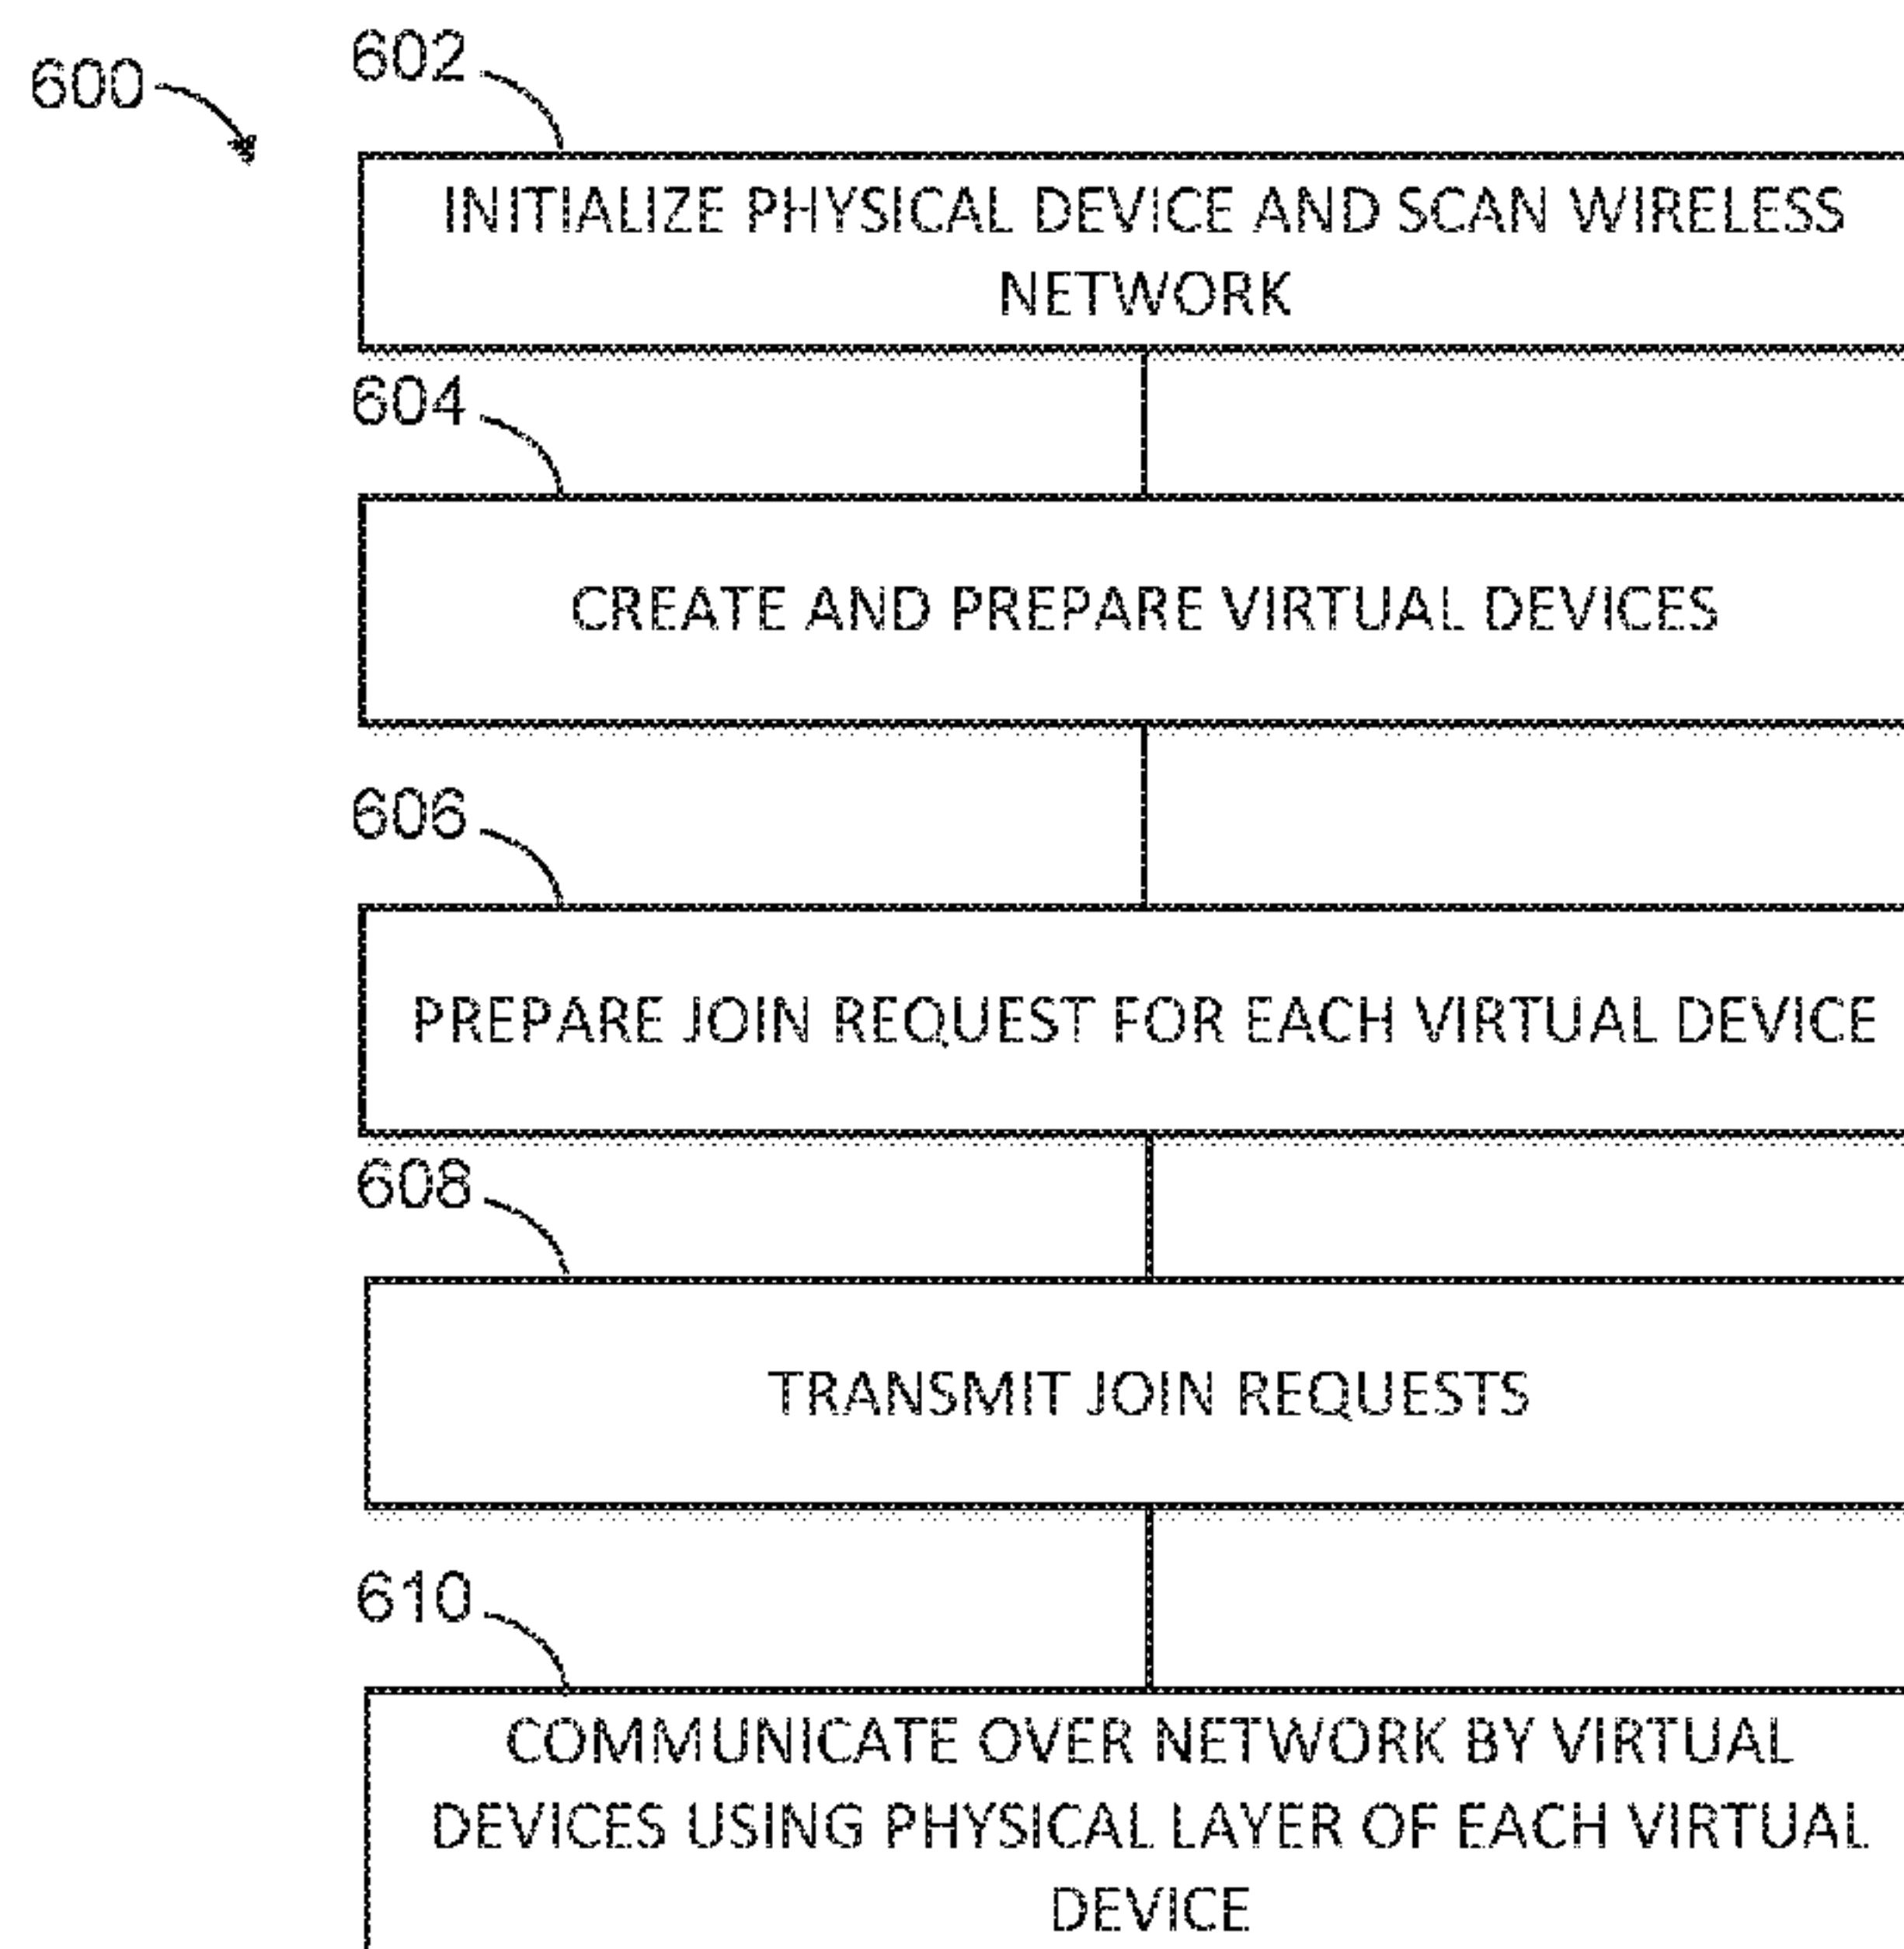 600
602
INITIALIZE PHYSICAL DEVICE AND SCAN WIRELESS
NETWORK
604
CREATE AND PREPARE VIRTUAL DEVICES
606
PREPARE JOIN REQUEST FOR EACH VIRTUAL DEVICE
608
TRANSMIT JOIN REQUESTS
610
COMMUNICATE OVER NETWORK BY VIRTUAL
DEVICES USING PHYSICAL LAYER OF EACH VIRTUAL
DEVICE